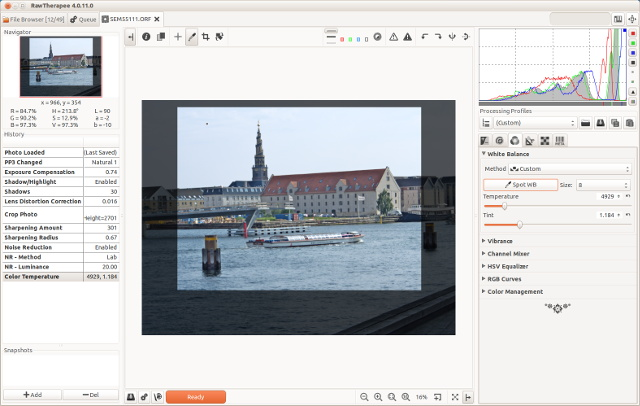 RawTherapee 4.0.11.0
File Browser [12/49]
Queue
SEM55111.ORF
Navigator
x = 966, y = 354
R = 84.7% H = 213.8° L = 90
G = 90.2% S = 12.9% a = -2
B = 97.3% V = 97.3% b = -10
History
Photo Loaded (Last Saved)
PP3 Changed Natural 1
Exposure Compensation 0.74
Shadow/Highlight Enabled
Shadows 30
Lens Distortion Correction 0.016
Crop Photo
Height=2701
Sharpening Amount 301
Sharpening Radius 0.67
Noise Reduction Enabled
NR - Method Lab
NR - Luminance 20.00
Color Temperature 4929, 1.184
Snapshots
Add
Del
Ready
16%
Processing Profiles
(Custom)
White Balance
Method Custom
Spot WB Size: 8
Temperature 4929
Tint 1.184
Vibrance
Channel Mixer
HSV Equalizer
RGB Curves
Color Management